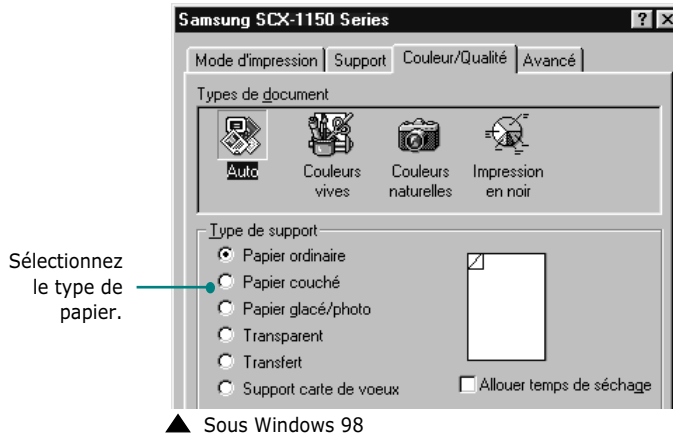 Samsung SCX-1150 Series
Mode d'impression Support Couleur/Qualité Avancé
Types de document
Auto
Couleurs vives
Couleurs naturelles
Impression en noir
Type de support
Papier ordinaire
Papier couché
Papier glacé/photo
Transparent
Transfert
Support carte de voeux
Allouer temps de séchage
Sélectionnez
le type de
papier.
Sous Windows 98